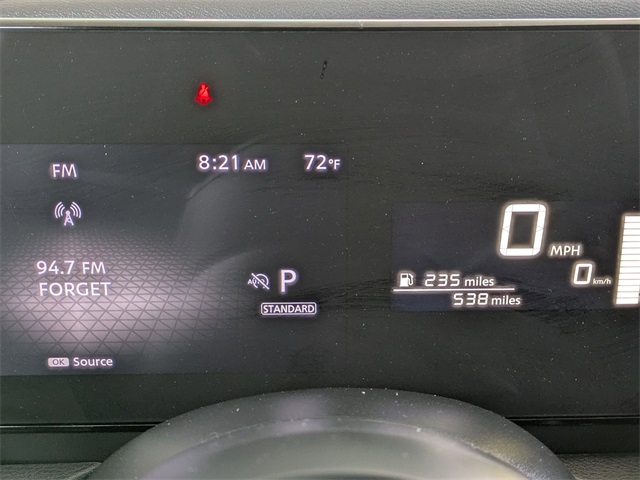 FM
8:21 AM 72°F
A
94.7 FM
FORGET
AUTO P
STANDARD
OK Source
0 MPH
0 km/h
235 miles
538 miles